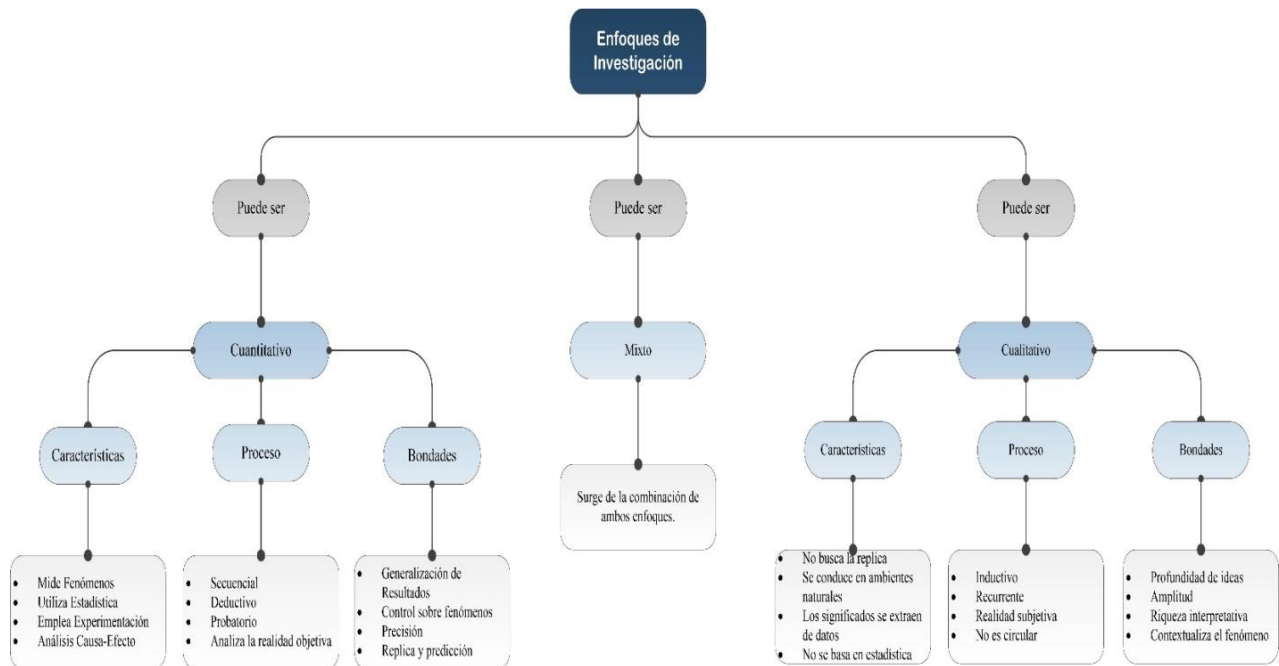 Enfoques de
Investigación
Puede ser
Puede ser
Puede ser
Cuantitativo
Mixto
Cualitativo
Características
Proceso
Bondades
Características
Proceso
Bondades
• Mide Fenómenos
• Utiliza Estadística
• Emplea Experimentación
• Análisis Causa-Efecto
• Secuencial
• Deductivo
• Probatorio
• Analiza la realidad objetiva
• Generalización de
Resultados
• Control sobre fenómenos
• Precisión
• Replica y predicción
Surge de la combinación de
ambos enfoques.
• No busca la replica
• Se conduce en ambientes
naturales
• Los significados se extraen
de datos
• No se basa en estadística
• Inductivo
• Recurrente
• Realidad subjetiva
• No es circular
• Profundidad de ideas
• Amplitud
• Riqueza interpretativa
• Contextualiza el fenómeno